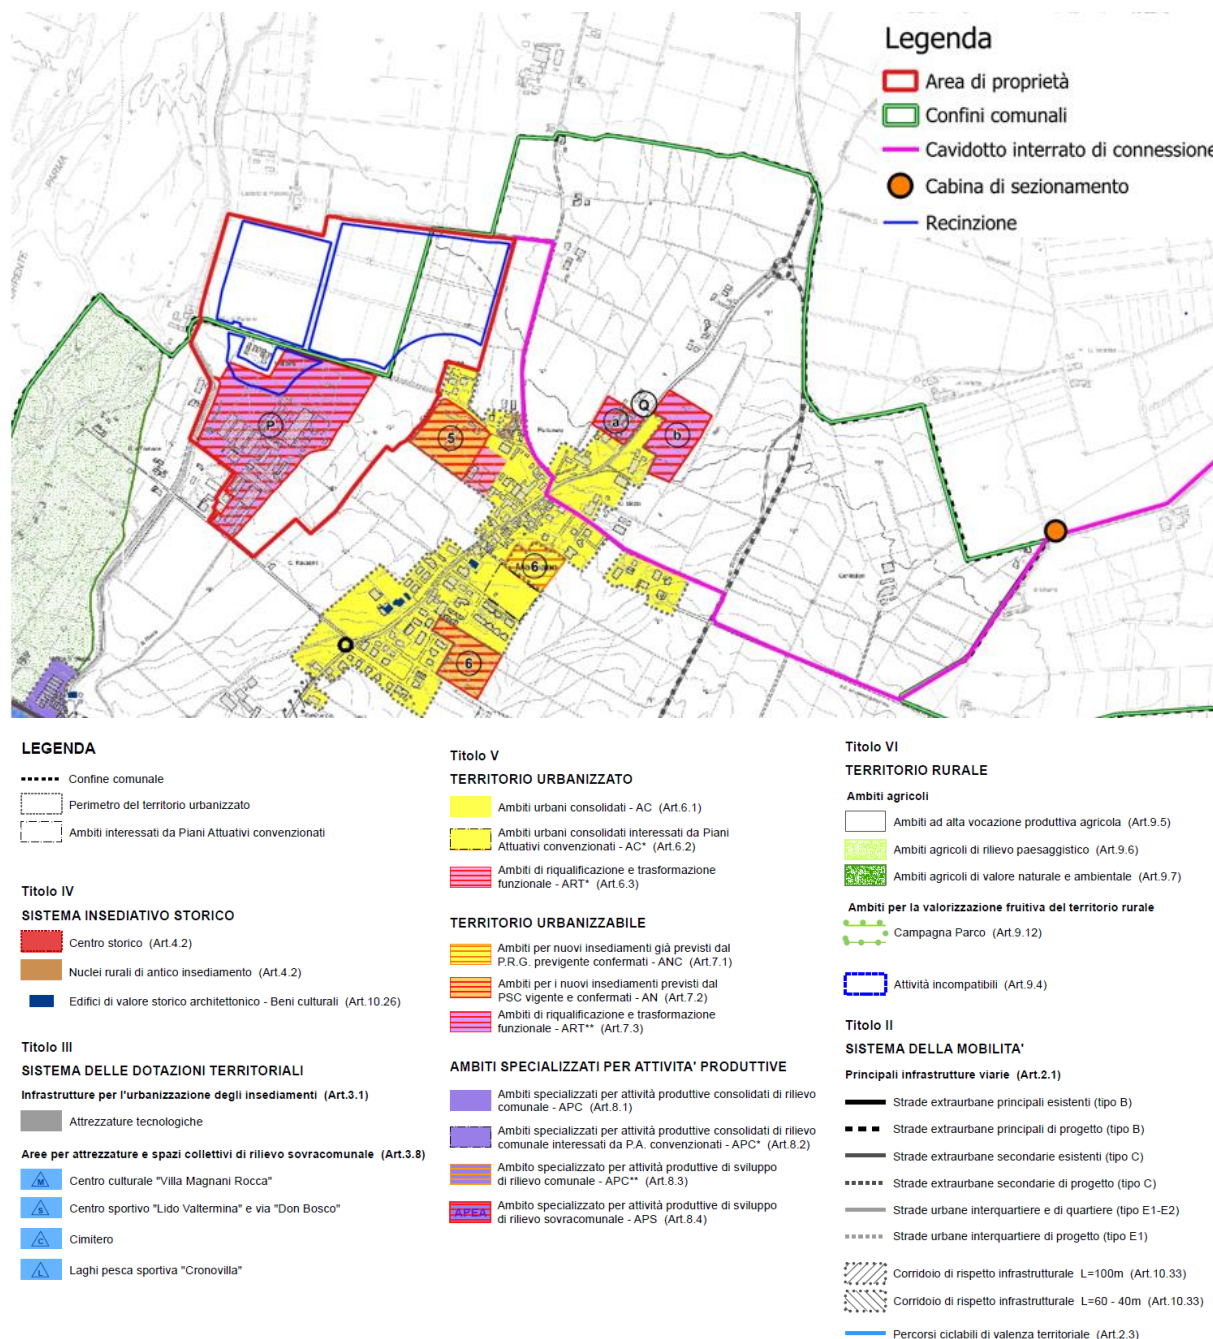 Legenda
Area di proprietà
Confini comunali
Cavidotto interrato di connessione
Cabina di sezionamento
Recinzione
PARMA
P
5
a
Q
b
6
6
LEGENDA
Confine comunale
Perimetro del territorio urbanizzato
Ambiti interessati da Piani Attuativi convenzionati
Titolo IV
SISTEMA INSEDIATIVO STORICO
Centro storico (Art.4.2)
Nuclei rurali di antico insediamento (Art.4.2)
Edifici di valore storico architettonico - Beni culturali (Art.10.26)
Titolo III
SISTEMA DELLE DOTAZIONI TERRITORIALI
Infrastrutture per l'urbanizzazione degli insediamenti (Art.3.1)
Attrezzature tecnologiche
Aree per attrezzature e spazi collettivi di rilievo sovracomunale (Art.3.8)
M Centro culturale "Villa Magnani Rocca"
S Centro sportivo "Lido Valtermina" e via "Don Bosco"
C Cimitero
L Laghi pesca sportiva "Cronovilla"
Titolo V
TERRITORIO URBANIZZATO
Ambiti urbani consolidati - AC (Art.6.1)
Ambiti urbani consolidati interessati da Piani
Attuativi convenzionati - AC* (Art.6.2)
Ambiti di riqualificazione e trasformazione
funzionale - ART* (Art.6.3)
TERRITORIO URBANIZZABILE
Ambiti per nuovi insediamenti già previsti dal
P.R.G. previgente confermati - ANC (Art.7.1)
Ambiti per i nuovi insediamenti previsti dal
PSC vigente e confermati - AN (Art.7.2)
Ambiti di riqualificazione e trasformazione
funzionale - ART** (Art.7.3)
AMBITI SPECIALIZZATI PER ATTIVITA' PRODUTTIVE
Ambiti specializzati per attività produttive consolidati di rilievo
comunale - APC (Art.8.1)
Ambiti specializzati per attività produttive consolidati di rilievo
comunale interessati da P.A. convenzionati - APC* (Art.8.2)
Ambito specializzato per attività produttive di sviluppo
di rilievo comunale - APC** (Art.8.3)
APEA Ambito specializzato per attività produttive di sviluppo
di rilievo sovracomunale - APS (Art.8.4)
Titolo VI
TERRITORIO RURALE
Ambiti agricoli
Ambiti ad alta vocazione produttiva agricola (Art.9.5)
Ambiti agricoli di rilievo paesaggistico (Art.9.6)
Ambiti agricoli di valore naturale e ambientale (Art.9.7)
Ambiti per la valorizzazione fruitiva del territorio rurale
Campagna Parco (Art.9.12)
Attività incompatibili (Art.9.4)
Titolo II
SISTEMA DELLA MOBILITA'
Principali infrastrutture viarie (Art.2.1)
Strade extraurbane principali esistenti (tipo B)
Strade extraurbane principali di progetto (tipo B)
Strade extraurbane secondarie esistenti (tipo C)
Strade extraurbane secondarie di progetto (tipo C)
Strade urbane interquartiere e di quartiere (tipo E1-E2)
Strade urbane interquartiere di progetto (tipo E1)
Corridoio di rispetto infrastrutturale L=100m (Art.10.33)
Corridoio di rispetto infrastrutturale L=60 - 40m (Art.10.33)
Percorsi ciclabili di valenza territoriale (Art.2.3)